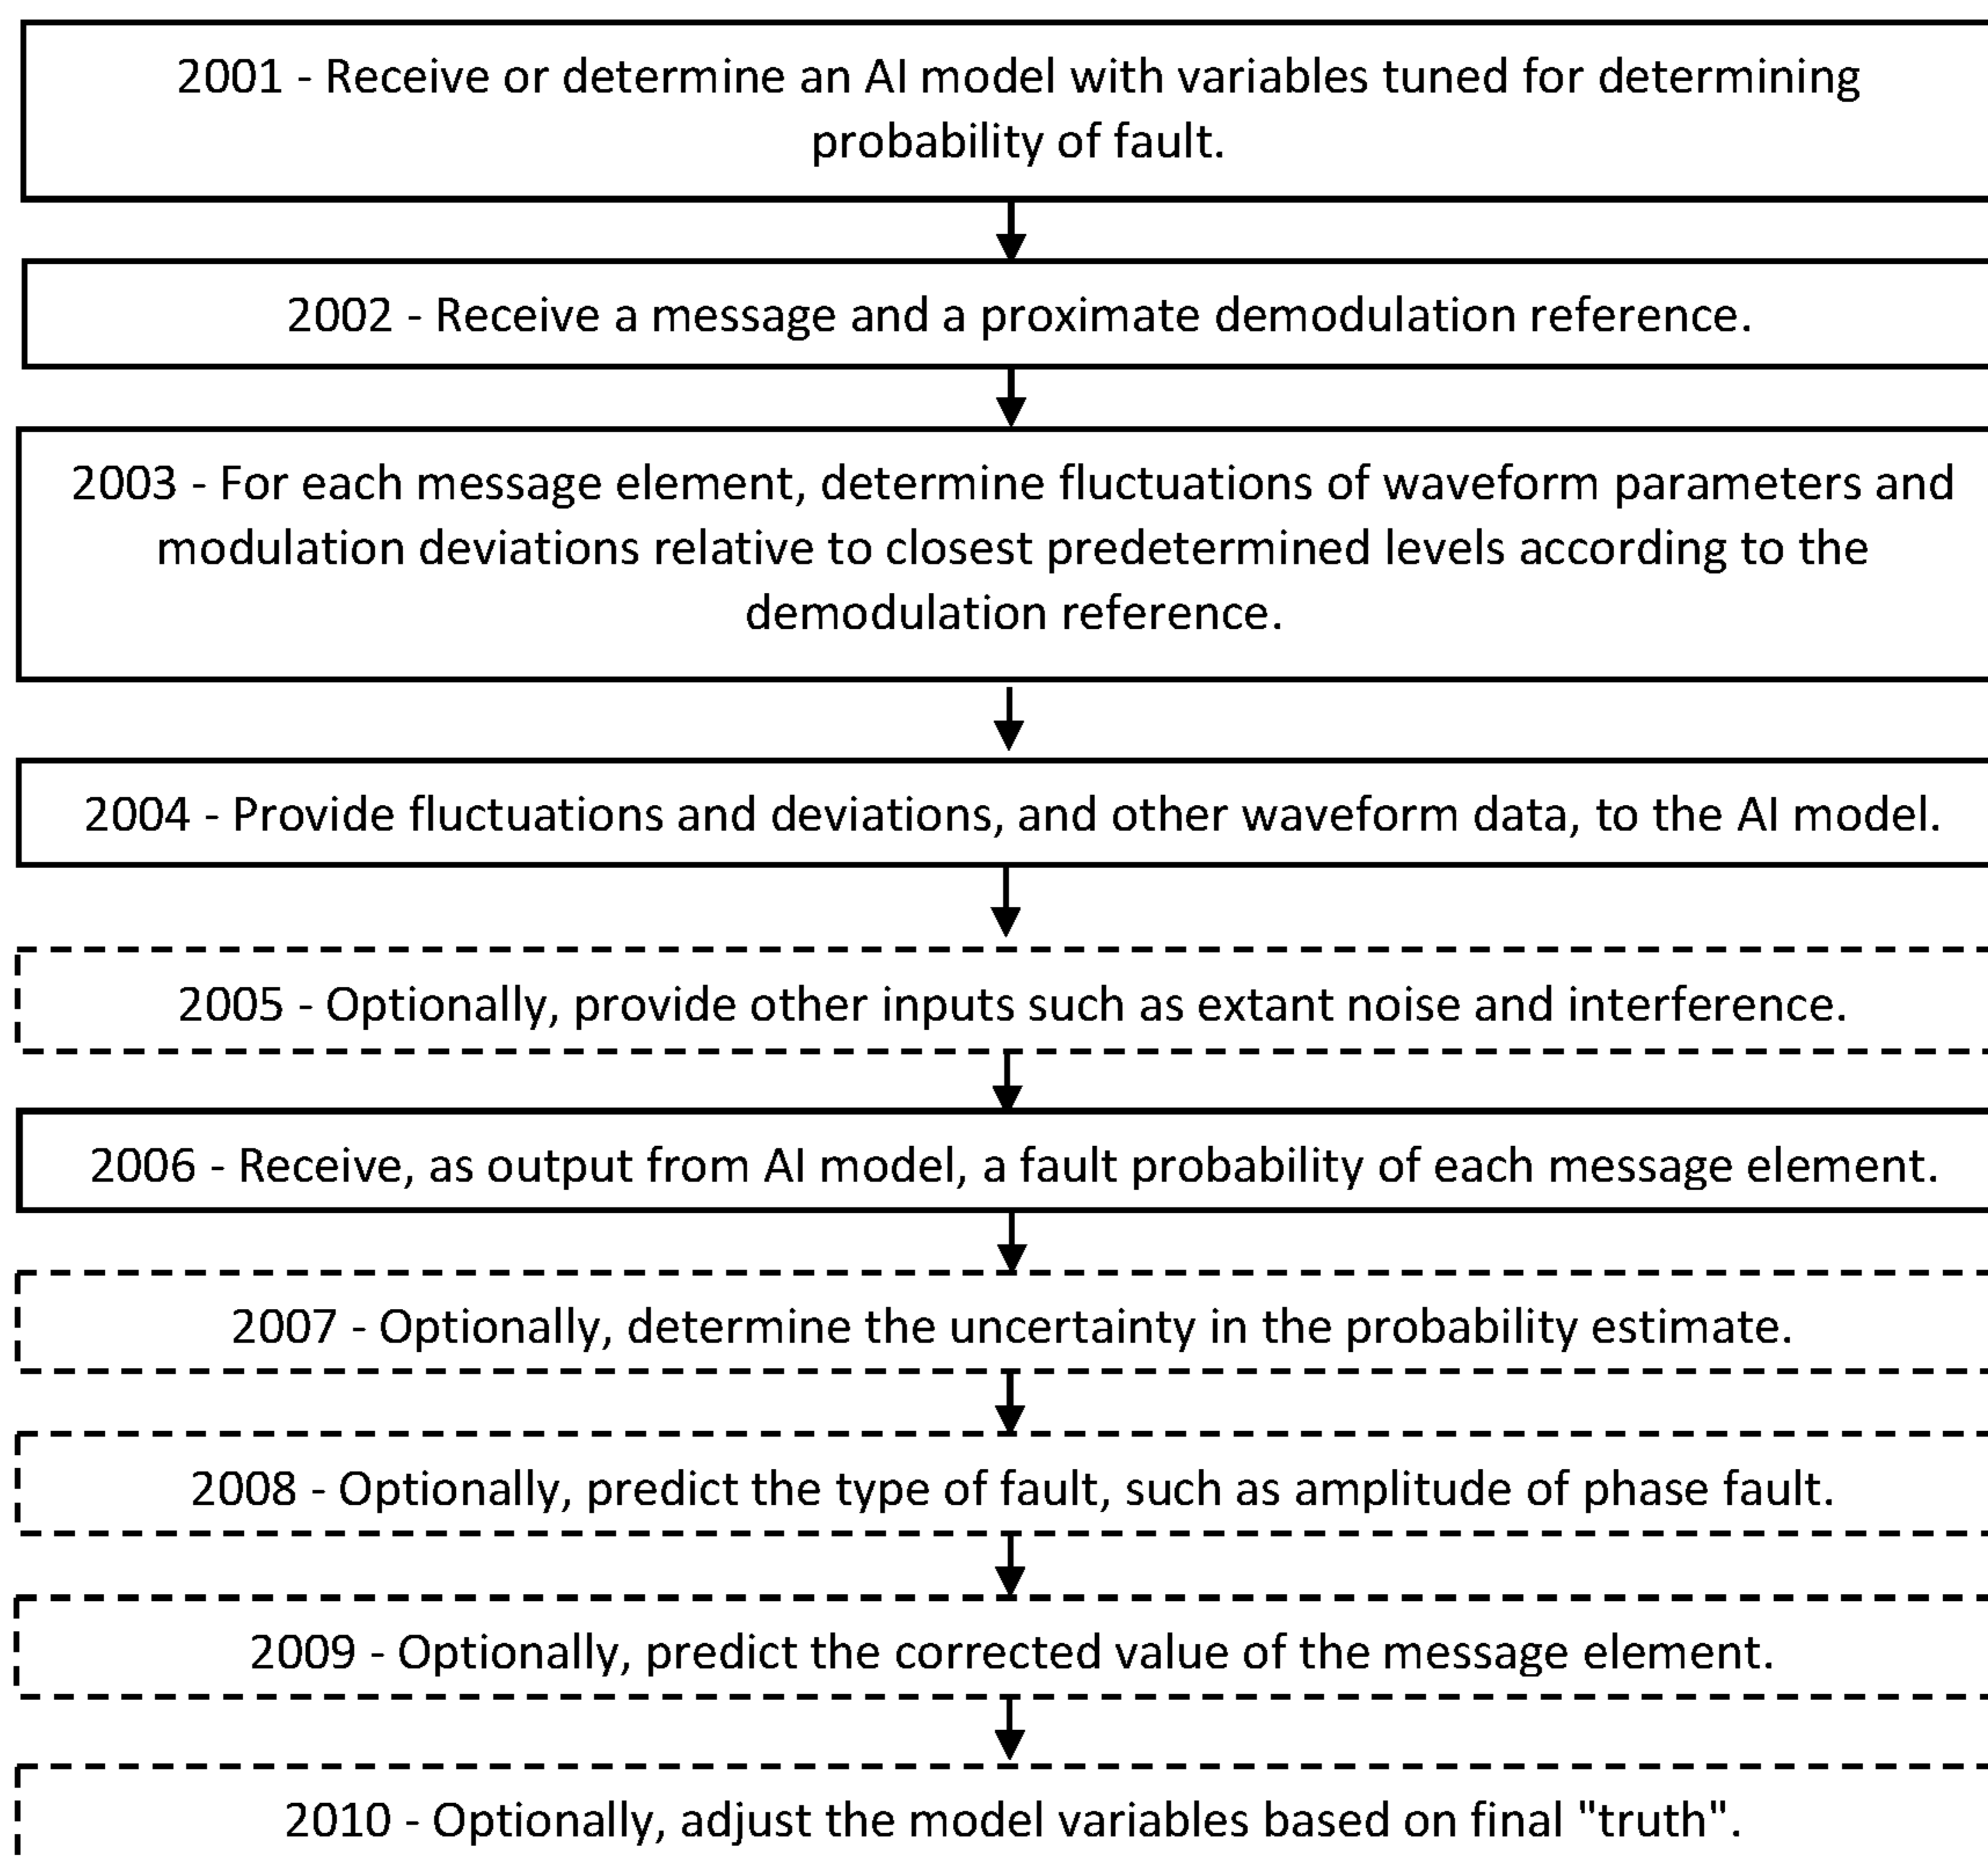 2001 - Receive or determine an AI model with variables tuned for determining
probability of fault.
2002 - Receive a message and a proximate demodulation reference.
2003 - For each message element, determine fluctuations of waveform parameters and
modulation deviations relative to closest predetermined levels according to the
demodulation reference.
2004 - Provide fluctuations and deviations, and other waveform data, to the AI model.
2005 - Optionally, provide other inputs such as extant noise and interference.
2006 - Receive, as output from AI model, a fault probability of each message element.
2007 - Optionally, determine the uncertainty in the probability estimate.
2008 - Optionally, predict the type of fault, such as amplitude of phase fault.
2009 - Optionally, predict the corrected value of the message element.
2010 - Optionally, adjust the model variables based on final "truth".